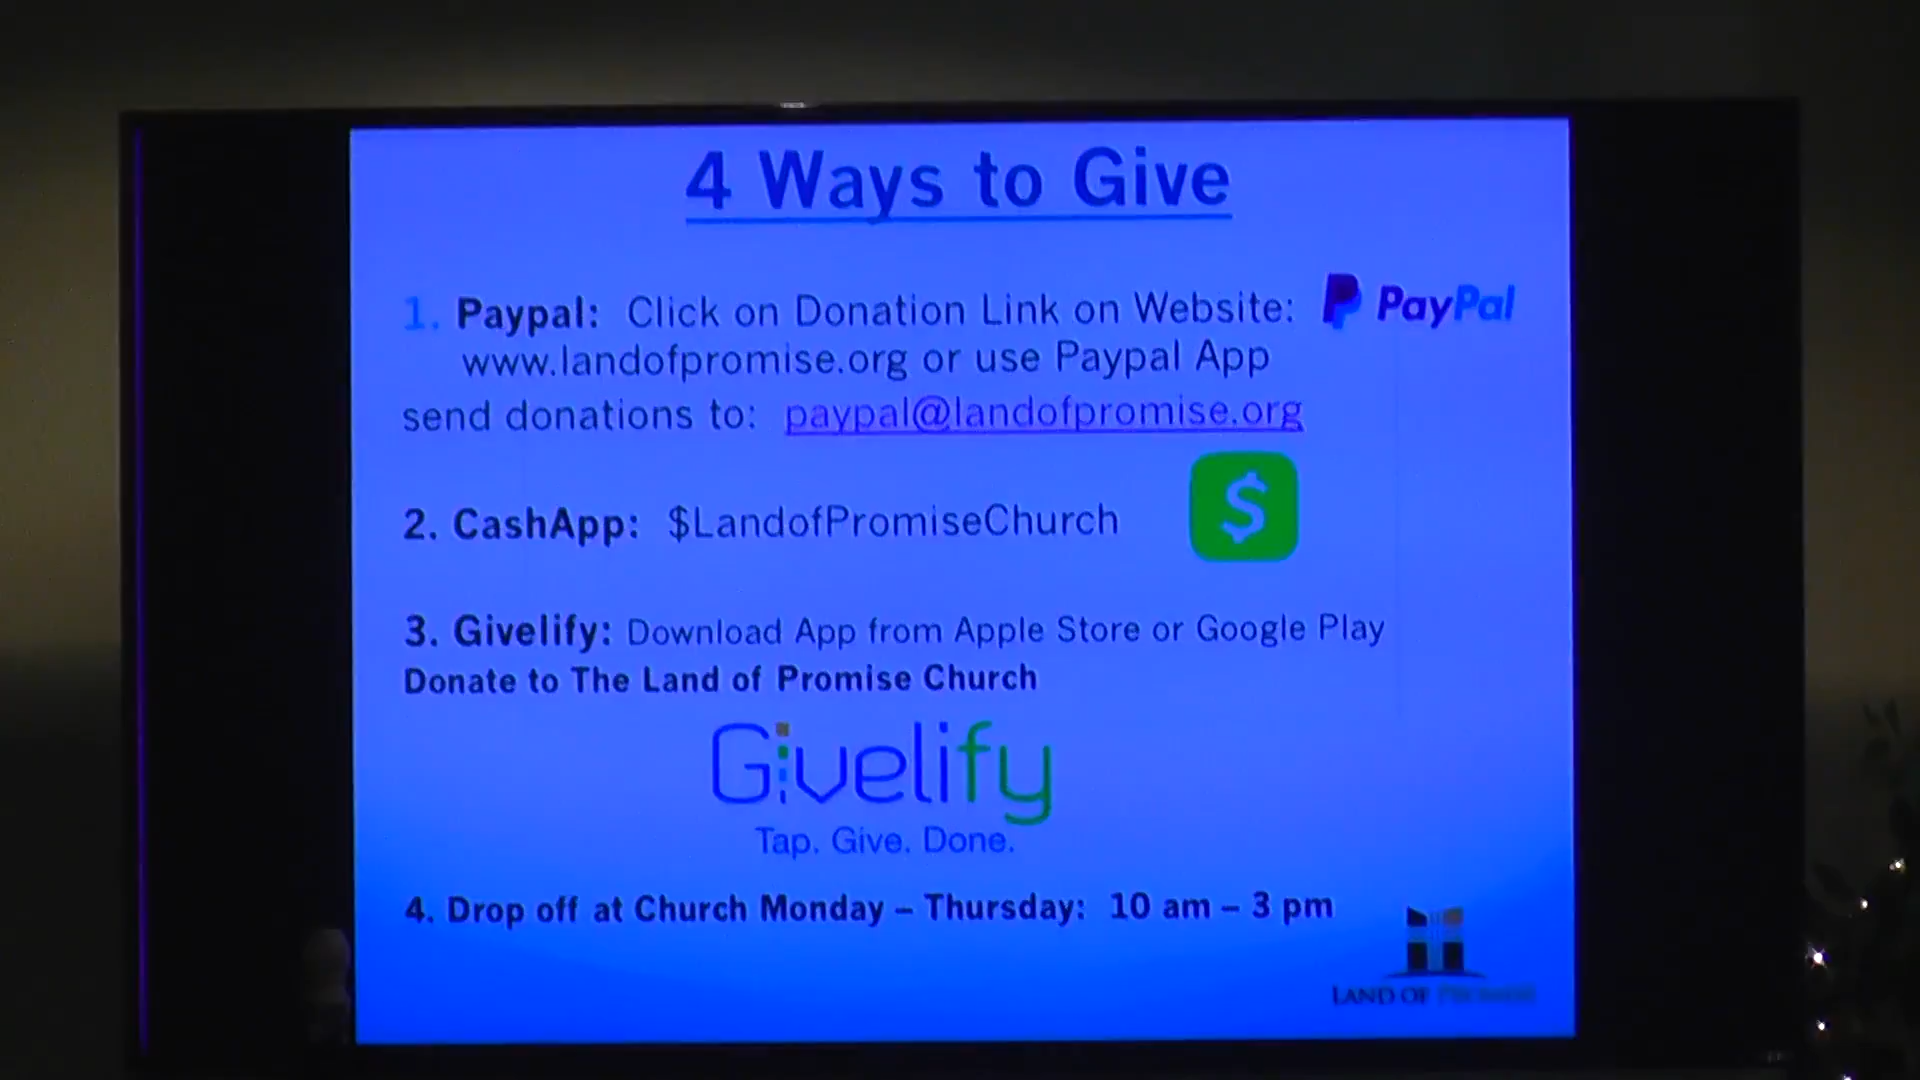 4 Ways to Give
1. Paypal: Click on Donation Link on Website:
PayPal
www.landofpromise.org or use Paypal App
send donations to: paypal@landofpromise.org
2. CashApp: $LandofPromiseChurch
$
3. Givelify: Download App from Apple Store or Google Play
Donate to The Land of Promise Church
Givelify
Tap. Give. Done.
4. Drop off at Church Monday – Thursday: 10 am – 3 pm
LAND OF PROMISE